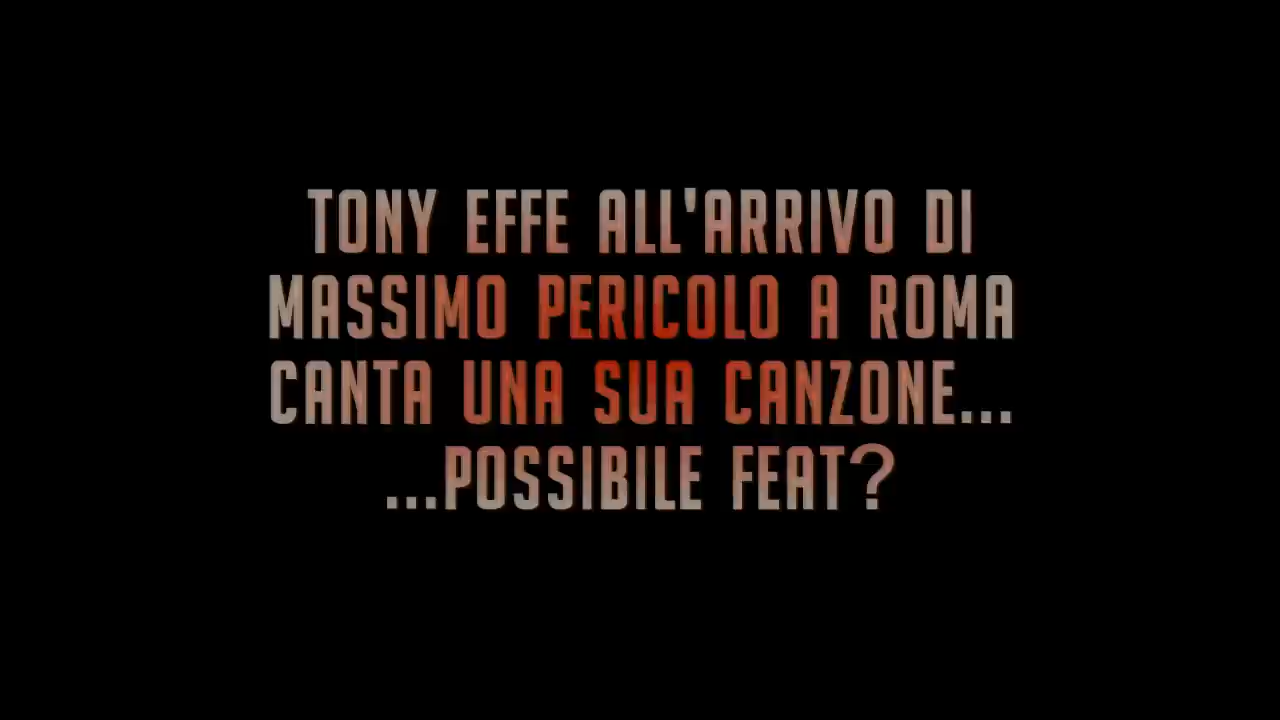 TONY EFFE ALL'ARRIVO DI
MASSIMO PERICOLO A ROMA
CANTA UNA SUA CANZONE...
...POSSIBILE FEAT?